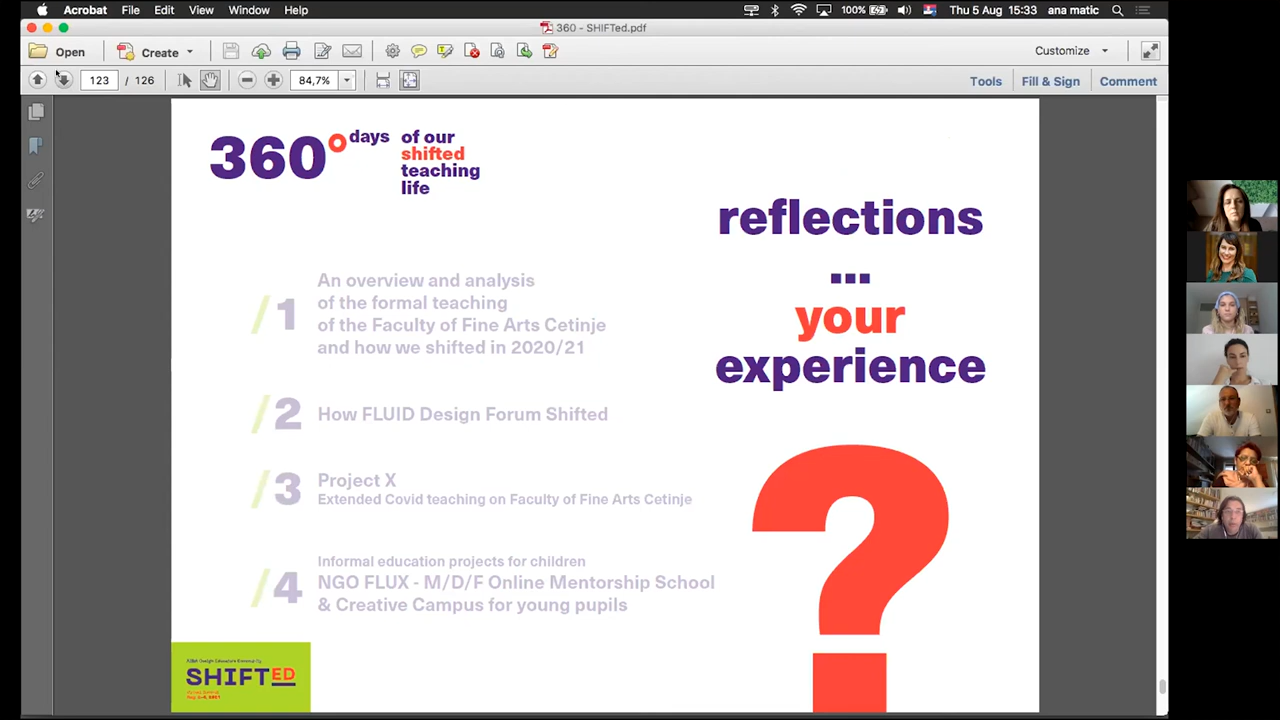 Acrobat File Edit View Window Help
100% Thu 5 Aug 15:33 ana matic
360 - SHIFTed.pdf
Open Create Customize
123 / 126 84,7% Tools Fill & Sign Comment
360° days of our
shifted
teaching
life
reflections
...
your
experience
?
/1 An overview and analysis
of the formal teaching
of the Faculty of Fine Arts Cetinje
and how we shifted in 2020/21
/2 How FLUID Design Forum Shifted
/3 Project X
Extended Covid teaching on Faculty of Fine Arts Cetinje
/4 Informal education projects for children
NGO FLUX - M/D/F Online Mentorship School
& Creative Campus for young pupils
SHIFTED